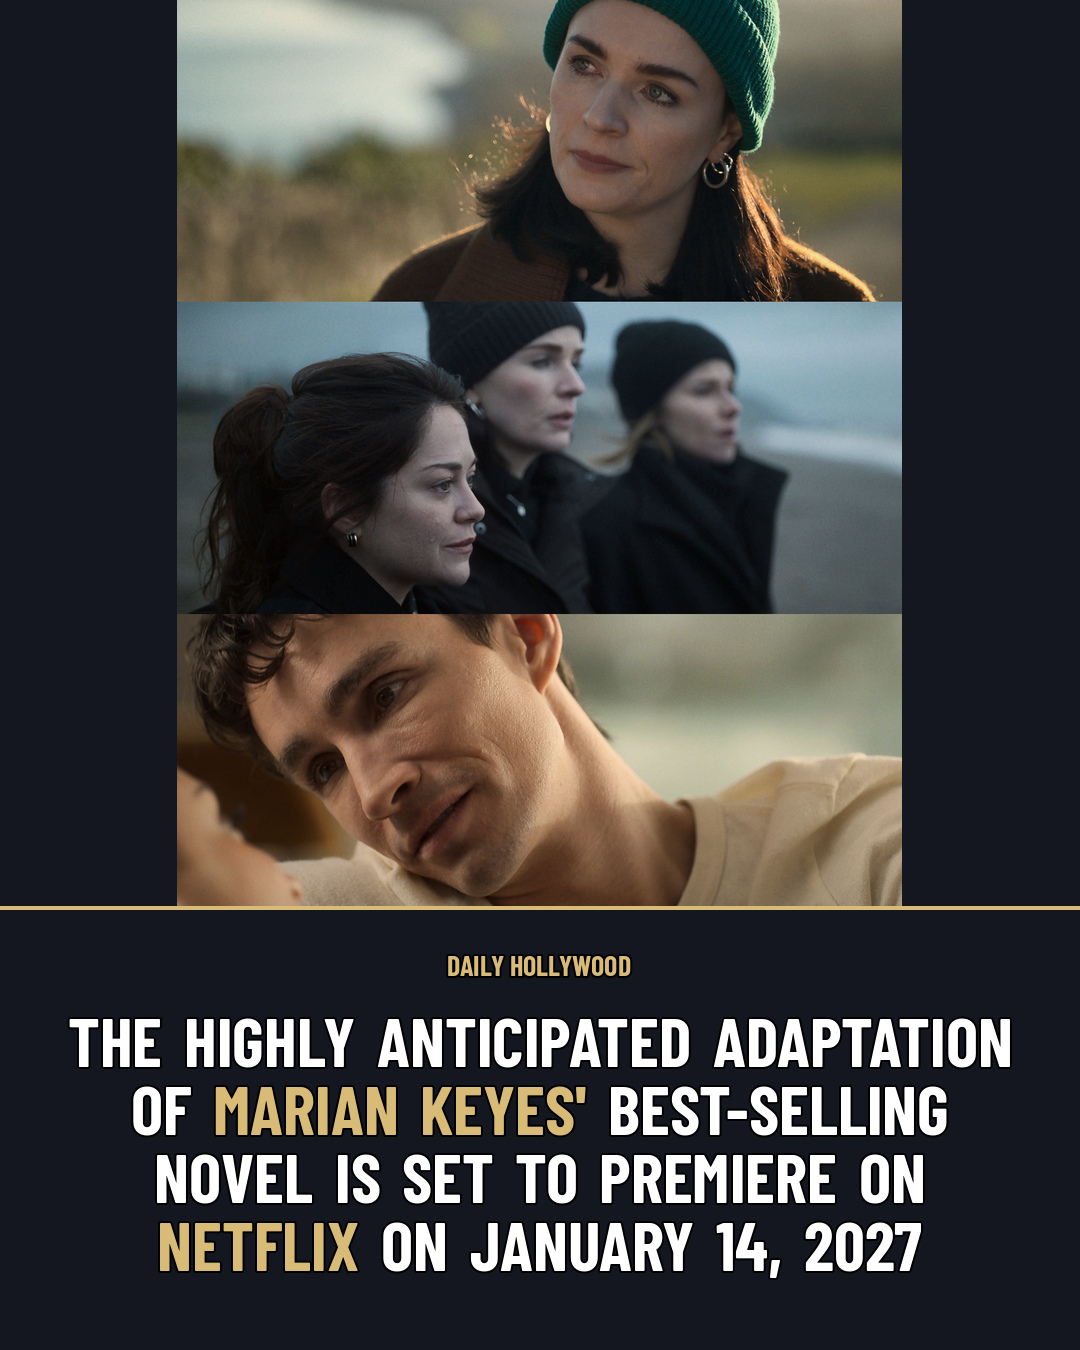 DAILY HOLLYWOOD
THE HIGHLY ANTICIPATED ADAPTATION
OF MARIAN KEYES' BEST-SELLING
NOVEL IS SET TO PREMIERE ON
NETFLIX ON JANUARY 14, 2027